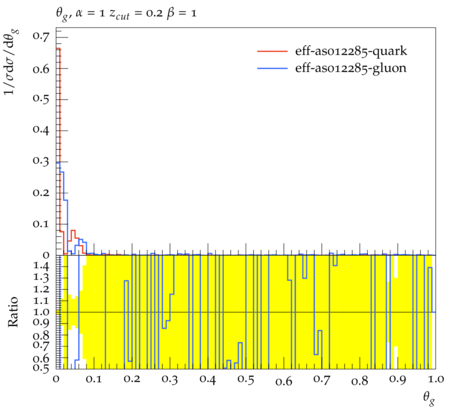 θg, α = 1 zcut = 0.2 β = 1
1/σdσ/dθg
eff-as012285-quark
eff-as012285-gluon
0.7
0.6
0.5
0.4
0.3
0.2
0.1
0
Ratio
1.4
1.3
1.2
1.1
1.0
0.9
0.8
0.7
0.6
0.5
0 0.1 0.2 0.3 0.4 0.5 0.6 0.7 0.8 0.9 1.0
θg